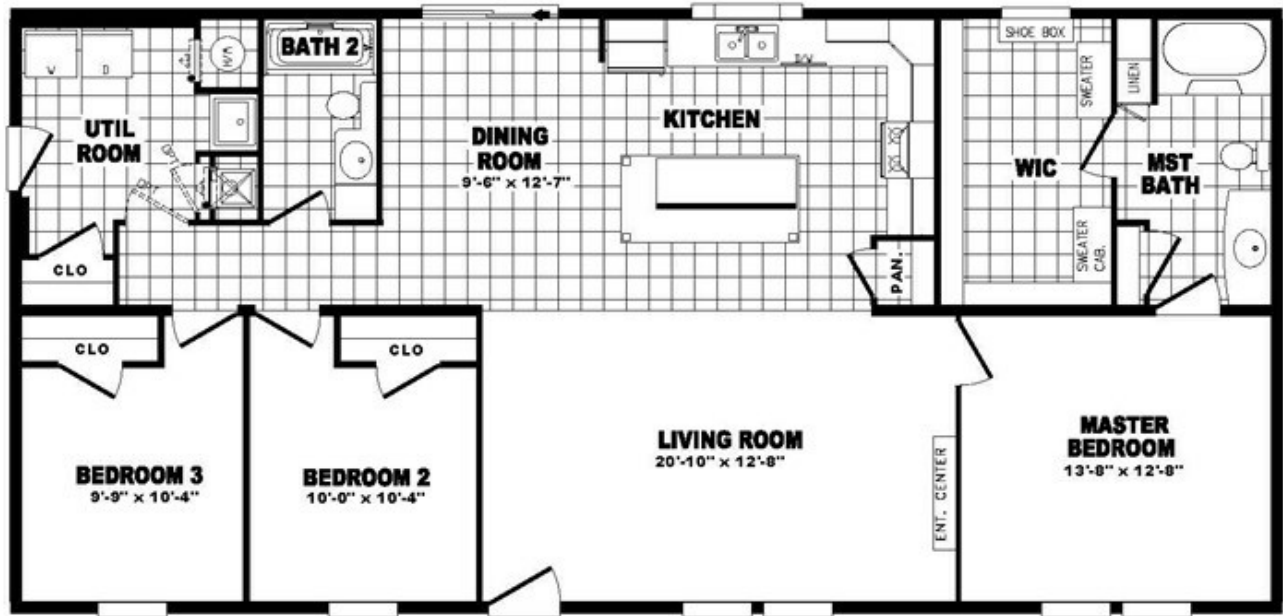 W
D
W/H
BATH 2
UTIL
ROOM
OPT
OPT
CLO
DINING
ROOM
9'-6" x 12'-7"
KITCHEN
D/W
PAN.
SHOE BOX
SWEATER
LINEN
WIC
SWEATER
CAB.
MST
BATH
CLO
BEDROOM 3
9'-9" x 10'-4"
CLO
BEDROOM 2
10'-0" x 10'-4"
LIVING ROOM
20'-10" x 12'-8"
ENT. CENTER
MASTER
BEDROOM
13'-8" x 12'-8"